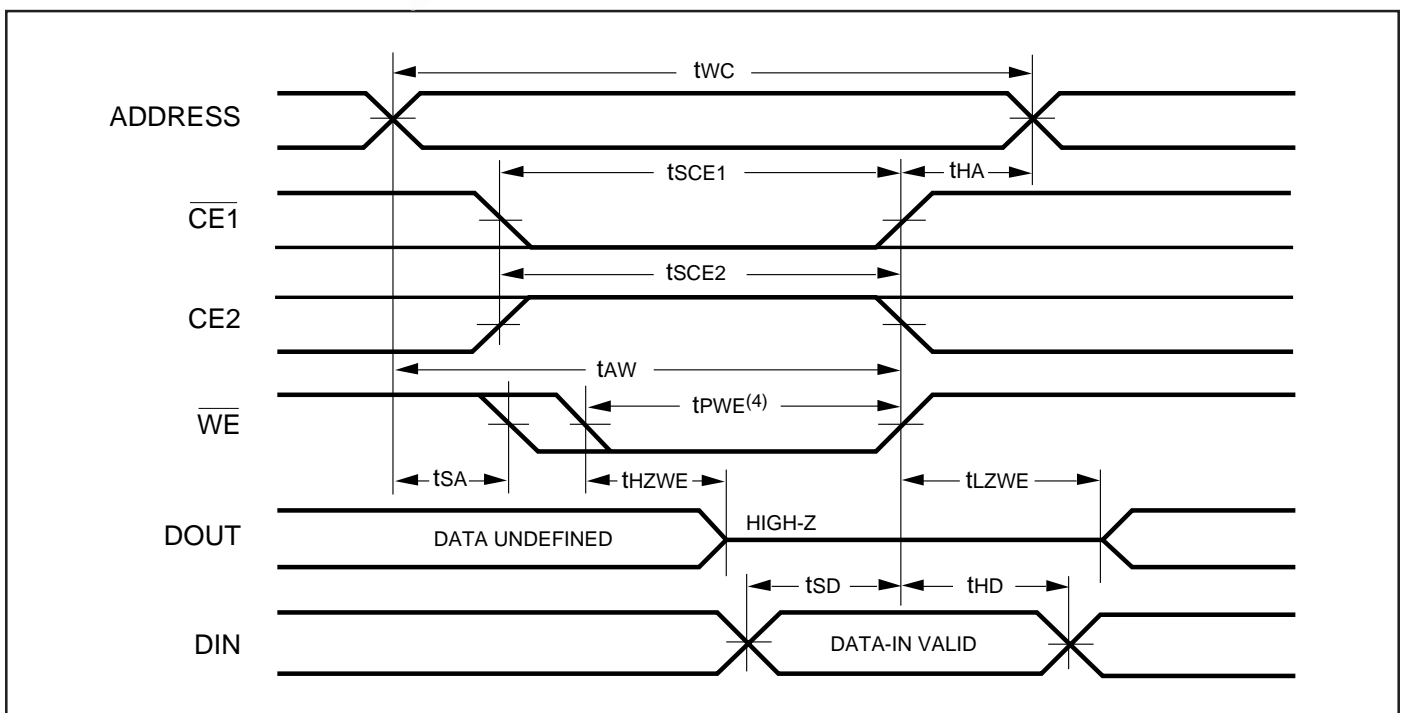 tWC
ADDRESS
tSCE1
tHA
CE1
tSCE2
CE2
tAW
tPWE(4)
WE
tSA
tHZWE
tLZWE
HIGH-Z
DOUT
DATA UNDEFINED
tSD
tHD
DIN
DATA-IN VALID